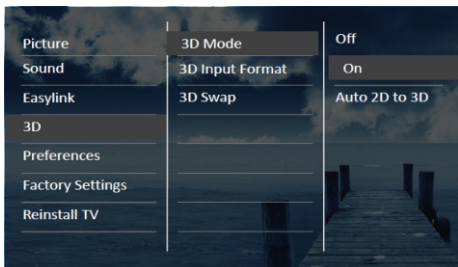 Picture
Sound
Easylink
3D
Preferences
Factory Settings
Reinstall TV
3D Mode
3D Input Format
3D Swap
Off
On
Auto 2D to 3D